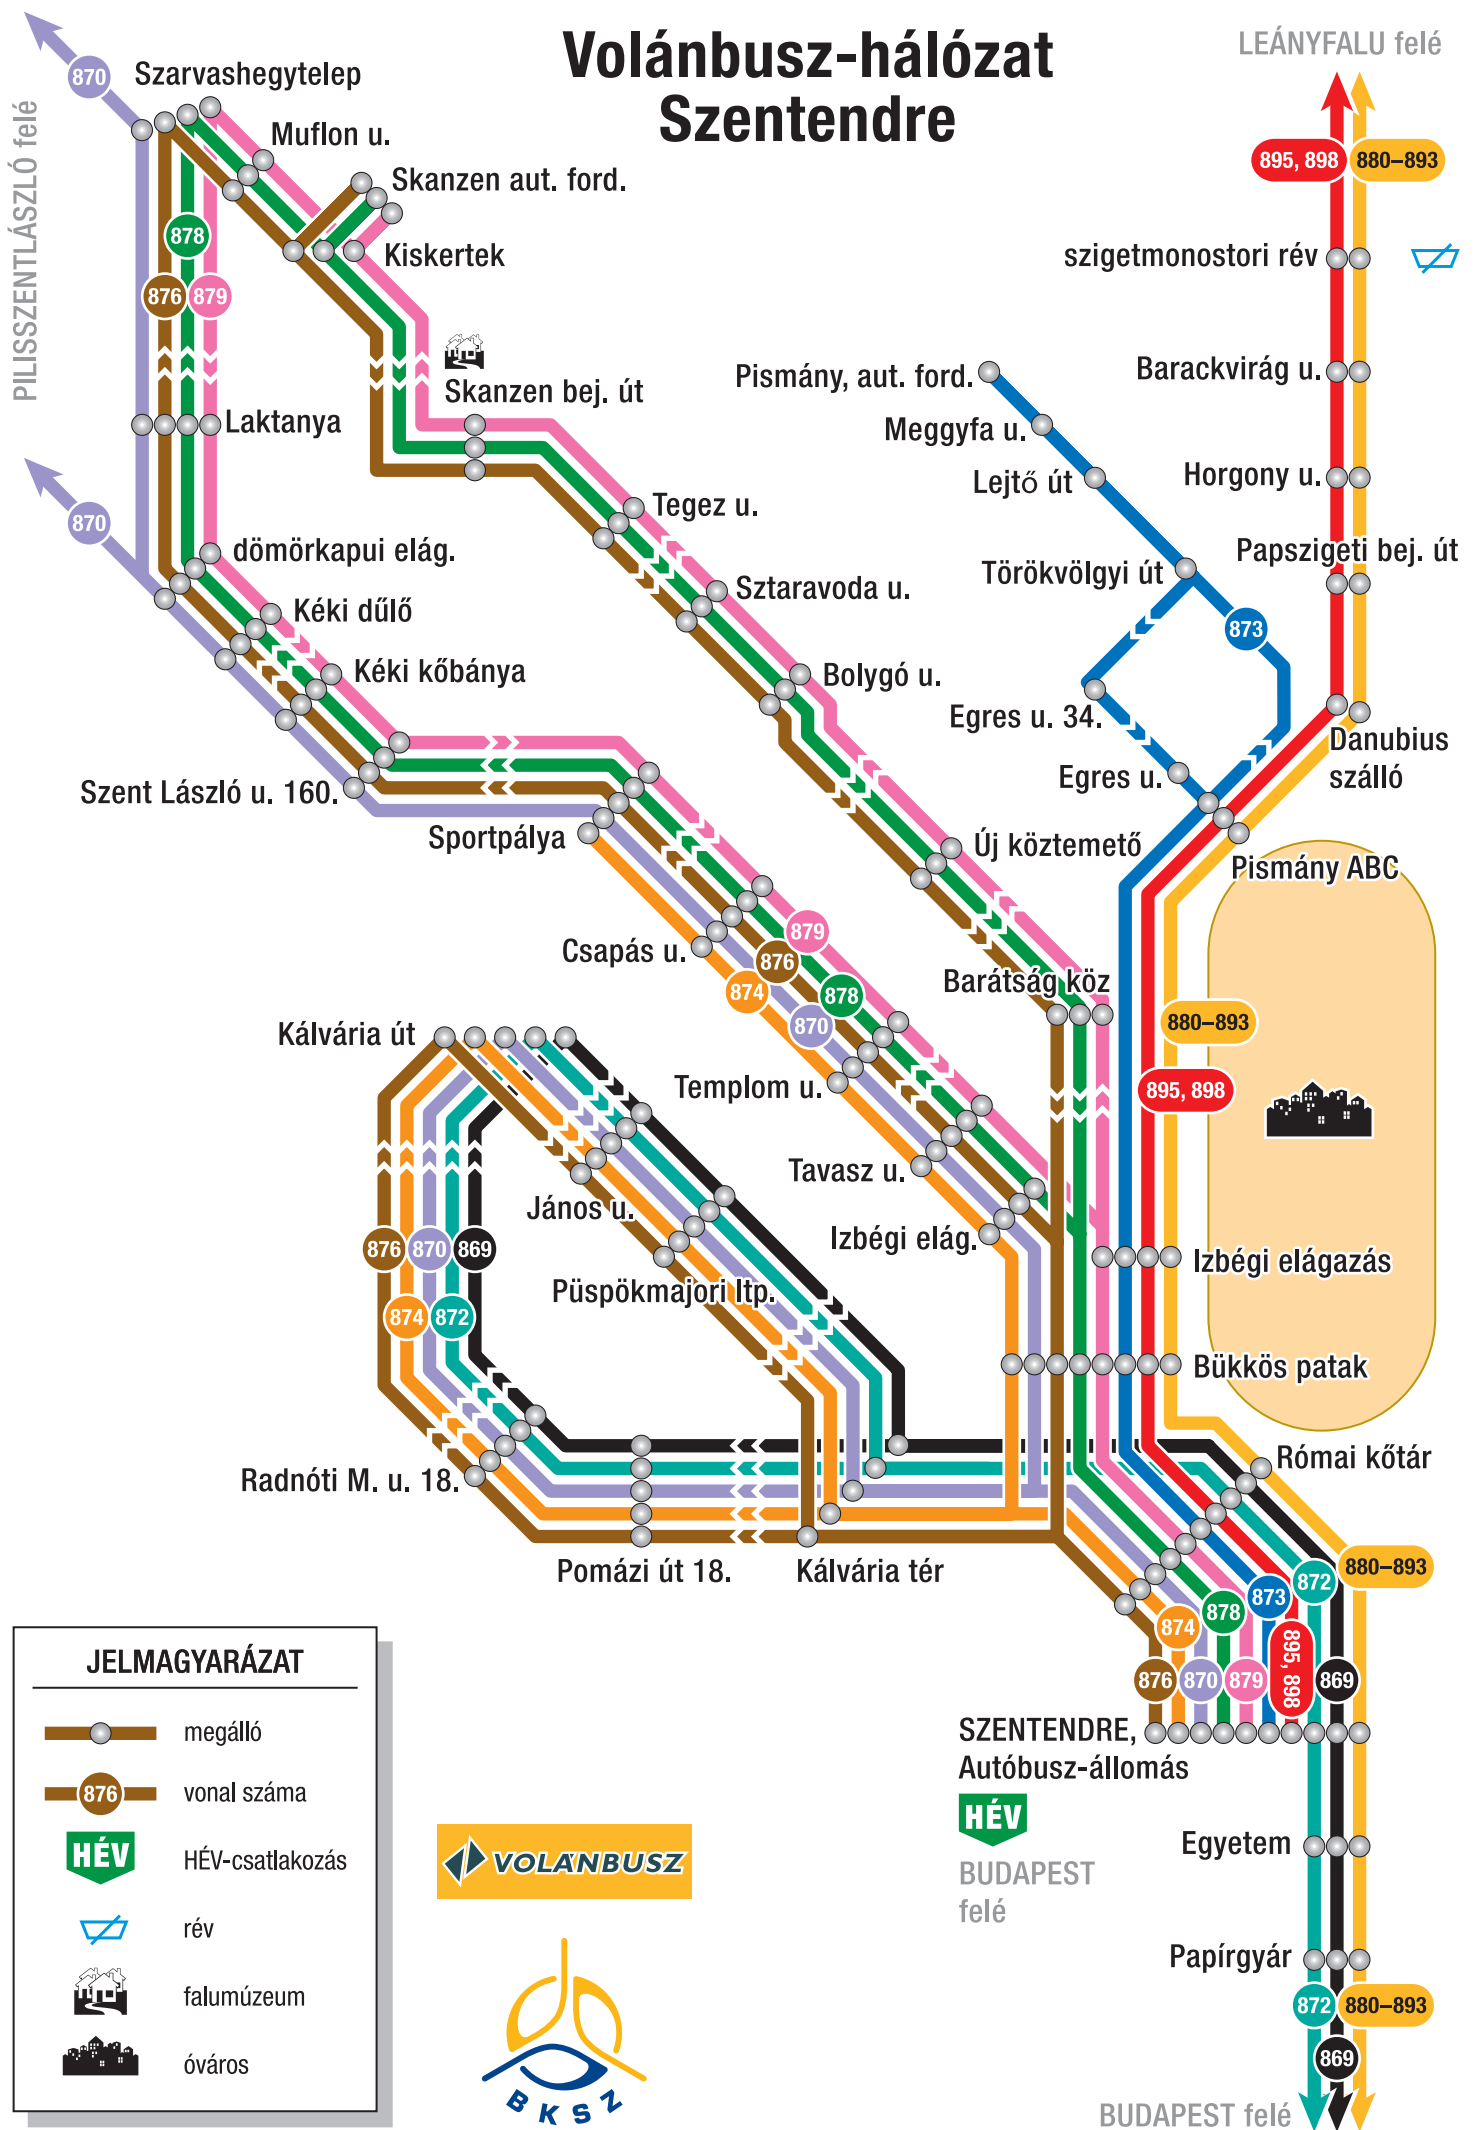 Volánbusz-hálózat
Szentendre
LEÁNYFALU felé
870
Szarvashegytelep
PILISSZENTLÁSZLÓ felé
Muflon u.
895, 898
880–893
Skanzen aut. ford.
878
Kiskertek
szigetmonostori rév
876
879
Skanzen bej. út
Pismány, aut. ford.
Barackvirág u.
Laktanya
Meggyfa u.
Lejtő út
Horgony u.
870
Tegez u.
dömörkapui elág.
Törökvölgyi út
Papszigeti bej. út
Sztaravoda u.
Kéki dűlő
873
Kéki kőbánya
Bolygó u.
Egres u. 34.
Danubius
szálló
Szent László u. 160.
Egres u.
Sportpálya
Új köztemető
Pismány ABC
879
Csapás u.
876
874
878
870
Barátság köz
880–893
Kálvária út
Templom u.
895, 898
Tavasz u.
János u.
Izbégi elág.
876
870
869
Izbégi elágazás
Püspökmajori ltp.
874
872
Bükkös patak
Római kőtár
Radnóti M. u. 18.
Pomázi út 18.
Kálvária tér
880–893
872
873
878
874
895, 898
876
870
879
869
SZENTENDRE,
Autóbusz-állomás
HÉV
BUDAPEST
felé
Egyetem
Papírgyár
872
880–893
869
BUDAPEST felé
JELMAGYARÁZAT
megálló
876
vonal száma
HÉV
HÉV-csatlakozás
rév
falumúzeum
óváros
VOLÁNBUSZ
BKSZ